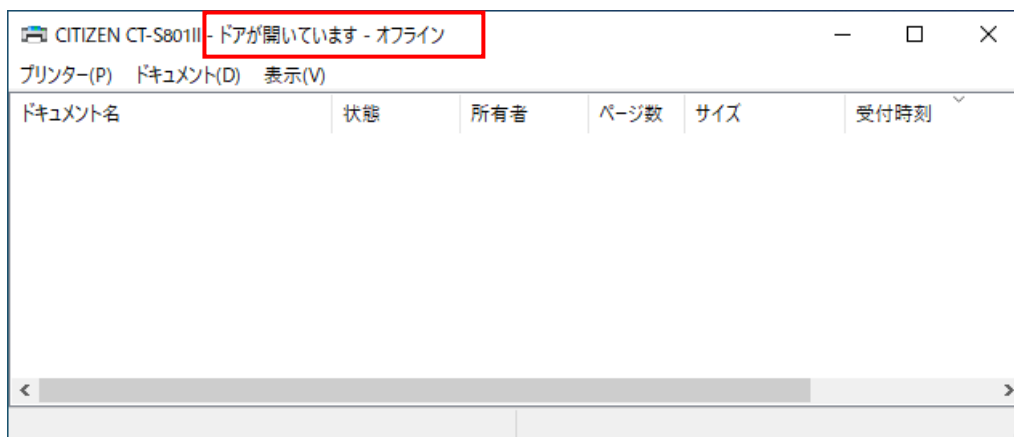 CITIZEN CT-S801II - ドアが開いています - オフライン
プリンター(P) ドキュメント(D) 表示(V)
ドキュメント名 状態 所有者 ページ数 サイズ 受付時刻